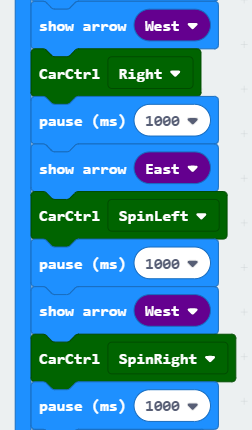 show arrow West
CarCtrl Right
pause (ms) 1000
show arrow East
CarCtrl SpinLeft
pause (ms) 1000
show arrow West
CarCtrl SpinRight
pause (ms) 1000